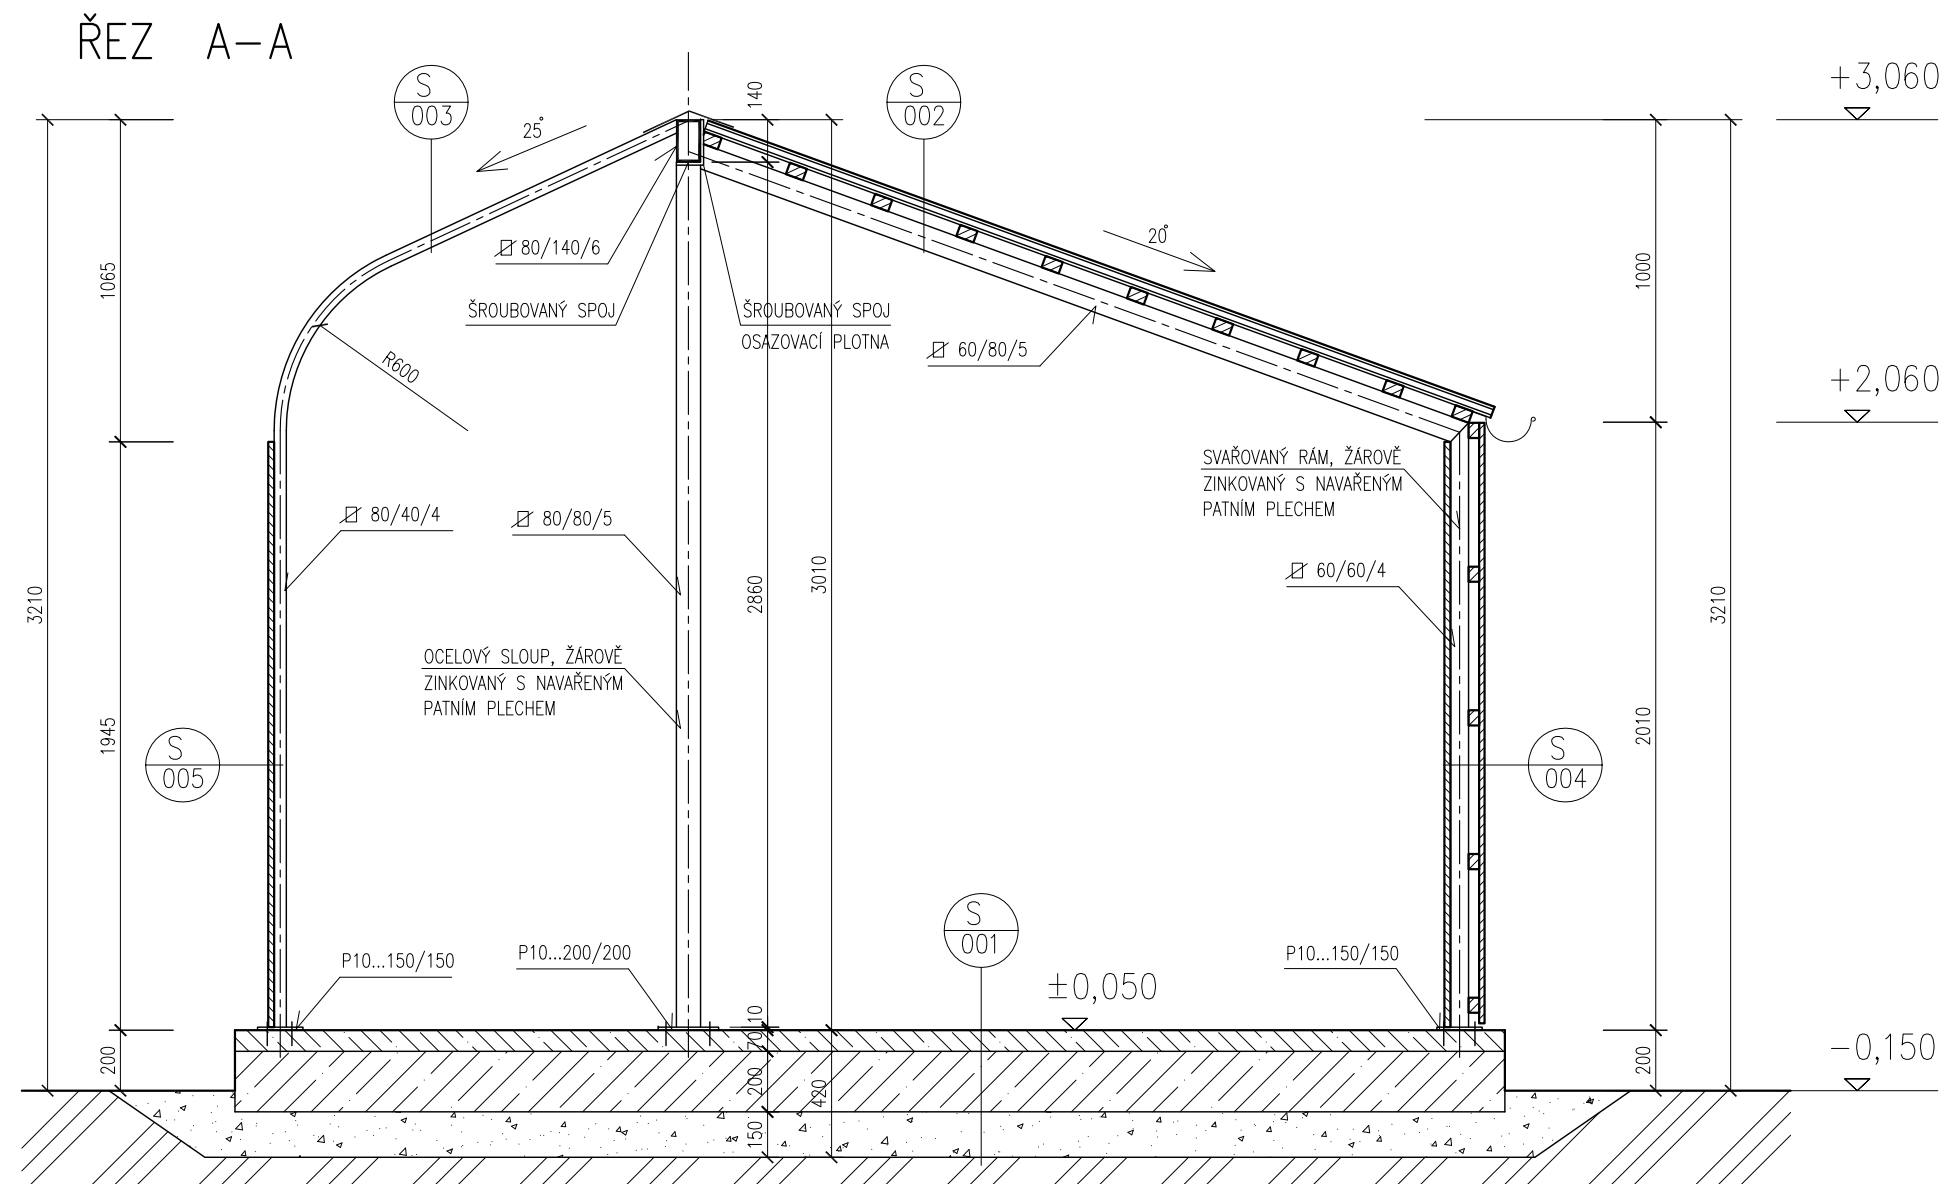 ŘEZ A-A
S
003
S
002
+3,060
25°
140
80/140/6
20°
1065
1000
ŠROUBOVANÝ SPOJ
ŠROUBOVANÝ SPOJ
OSAZOVACÍ PLOTNA
60/80/5
R600
+2,060
SVAŘOVANÝ RÁM, ŽÁROVĚ
ZINKOVANÝ S NAVAŘENÝM
PATNÍM PLECHEM
80/40/4
80/80/5
60/60/4
3210
2860
3010
3210
OCELOVÝ SLOUP, ŽÁROVĚ
ZINKOVANÝ S NAVAŘENÝM
PATNÍM PLECHEM
1945
2010
S
005
S
004
S
001
P10...150/150
P10...200/200
P10...150/150
±0,050
10
70
200
200
-0,150
200
420
150